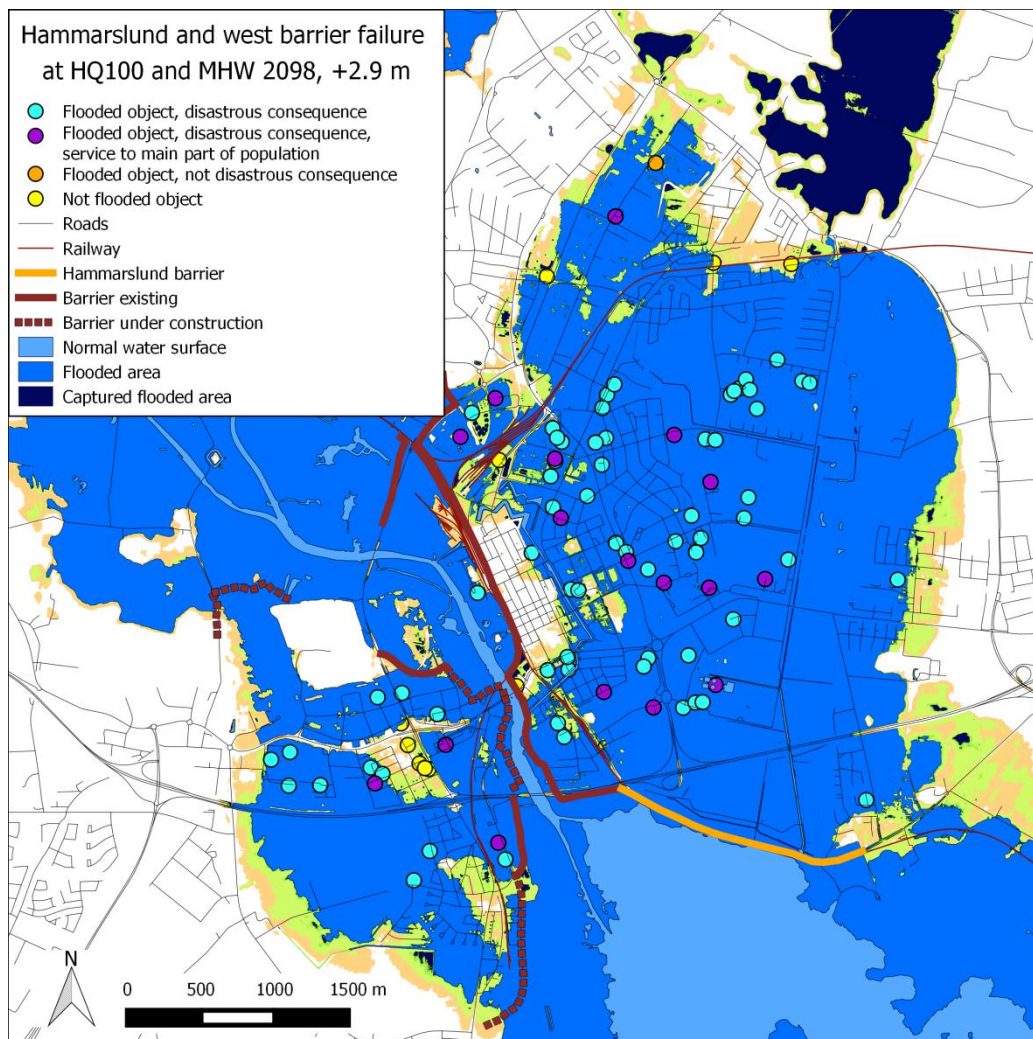 Hammarslund and west barrier failure
at HQ100 and MHW 2098, +2.9 m
Flooded object, disastrous consequence
Flooded object, disastrous consequence,
service to main part of population
Flooded object, not disastrous consequence
Not flooded object
Roads
Railway
Hammarslund barrier
Barrier existing
Barrier under construction
Normal water surface
Flooded area
Captured flooded area
N
0 500 1000 1500 m